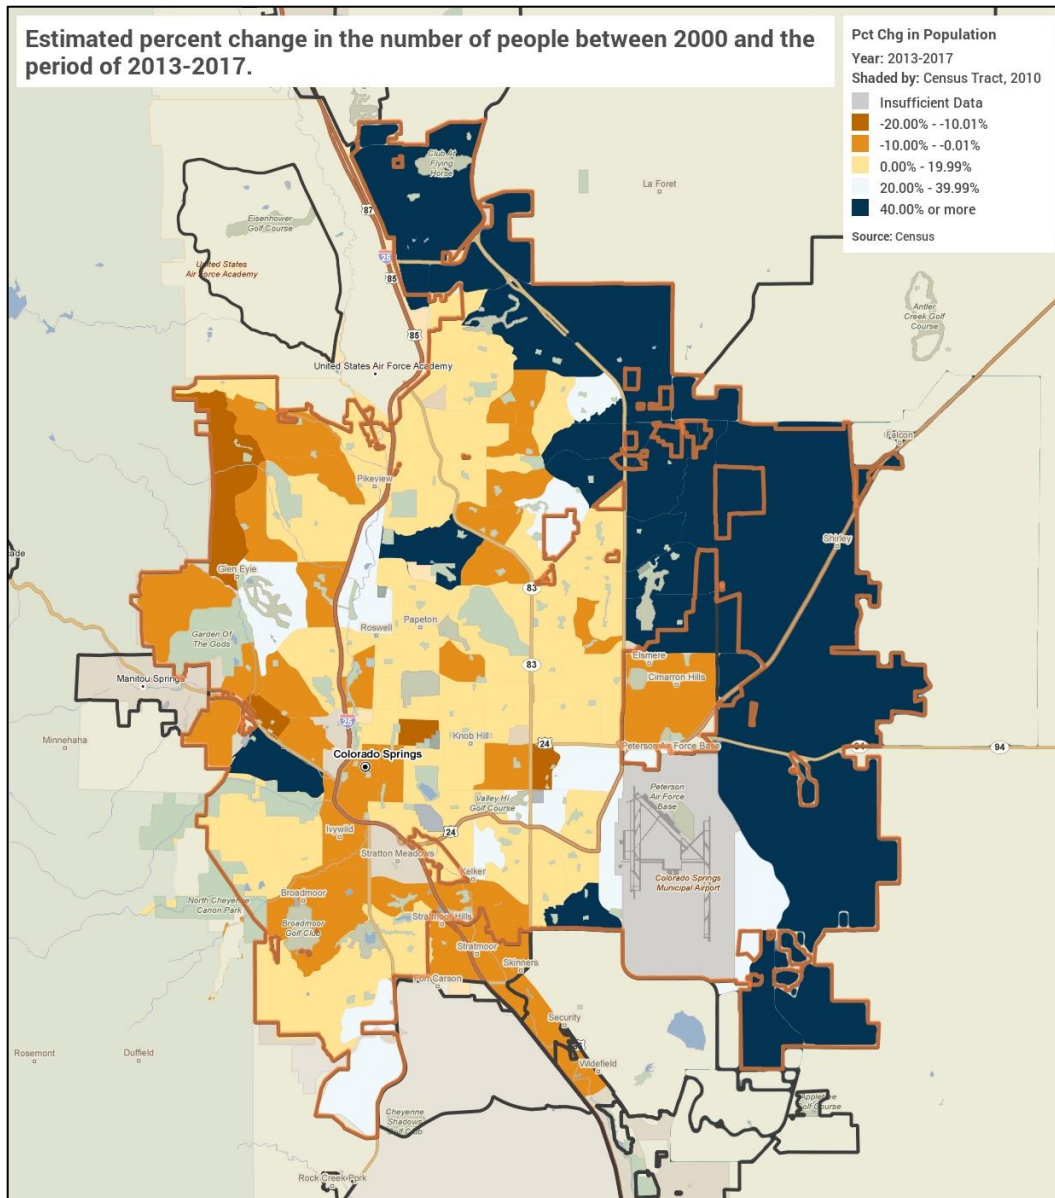 Estimated percent change in the number of people between 2000 and the
period of 2013-2017.
Pct Chg in Population
Year: 2013-2017
Shaded by: Census Tract, 2010
Insufficient Data
-20.00% - -10.01%
-10.00% - -0.01%
0.00% - 19.99%
20.00% - 39.99%
40.00% or more
Source: Census
Club At
Flying
Horse
La Foret
87
Eisenhower
Golf Course
25
United States
Air Force Academy
85
Antler
Creek Golf
Course
85
United States Air Force Academy
Falcon
Pikeview
Shirley
ade
Glen Eyie
83
Garden Of
The Gods
Roswell
Papeton
Elsmere
83
Cimarron Hills
Manitou Springs
25
Minnehaha
Knob Hill
24
Peterson Air Force Base
94
94
Colorado Springs
Peterson
Air Force
Base
Valley Hi
Golf Course
Ivywild
24
Stratton Meadows
Kelker
Colorado Springs
Municipal Airport
Broadmoor
North Cheyenne
Canon Park
Broadmoor
Golf Club
Stratmoor Hills
Stratmoor
Skinners
Fort Carson
Security
Rosemont
Duffield
Widefield
Cheyenne
Shadows
Golf Club
Appletree
Golf Course
Rock Creek Park